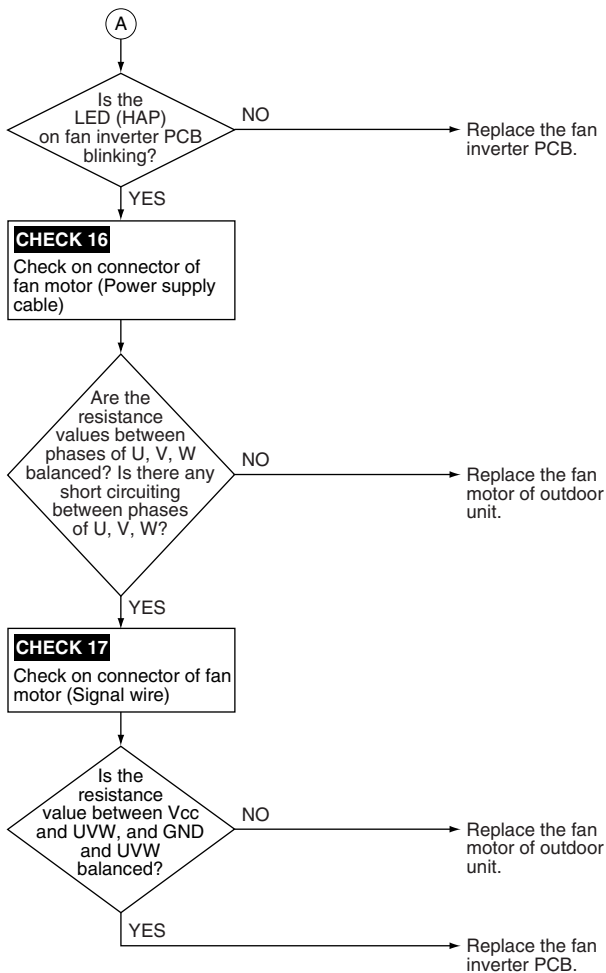 A
Is the
LED (HAP)
on fan inverter PCB
blinking?
NO
Replace the fan
inverter PCB.
YES
CHECK 16
Check on connector of
fan motor (Power supply
cable)
Are the
resistance
values between
phases of U, V, W
balanced? Is there any
short circuiting
between phases
of U, V, W?
NO
Replace the fan
motor of outdoor
unit.
YES
CHECK 17
Check on connector of fan
motor (Signal wire)
Is the
resistance
value between Vcc
and UVW, and GND
and UVW
balanced?
NO
Replace the fan
motor of outdoor
unit.
YES
Replace the fan
inverter PCB.